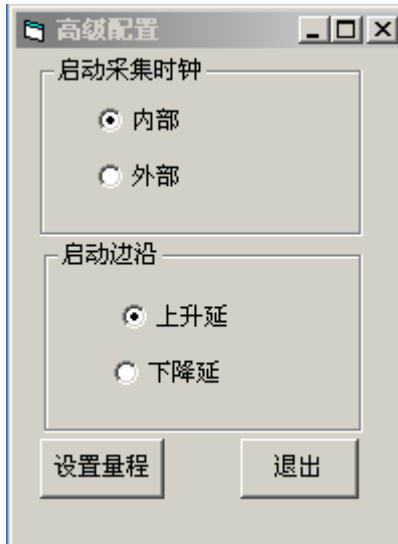 高级配置
启动采集时钟
内部
外部
启动边沿
上升延
下降延
设置量程 退出